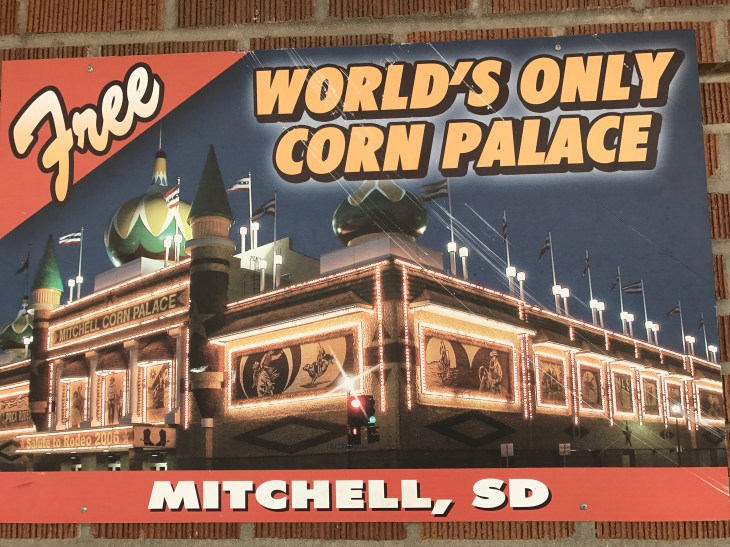 Free
WORLD'S ONLY
CORN PALACE
MITCHELL CORN PALACE
Salute to Rodeo 2006
MITCHELL, SD